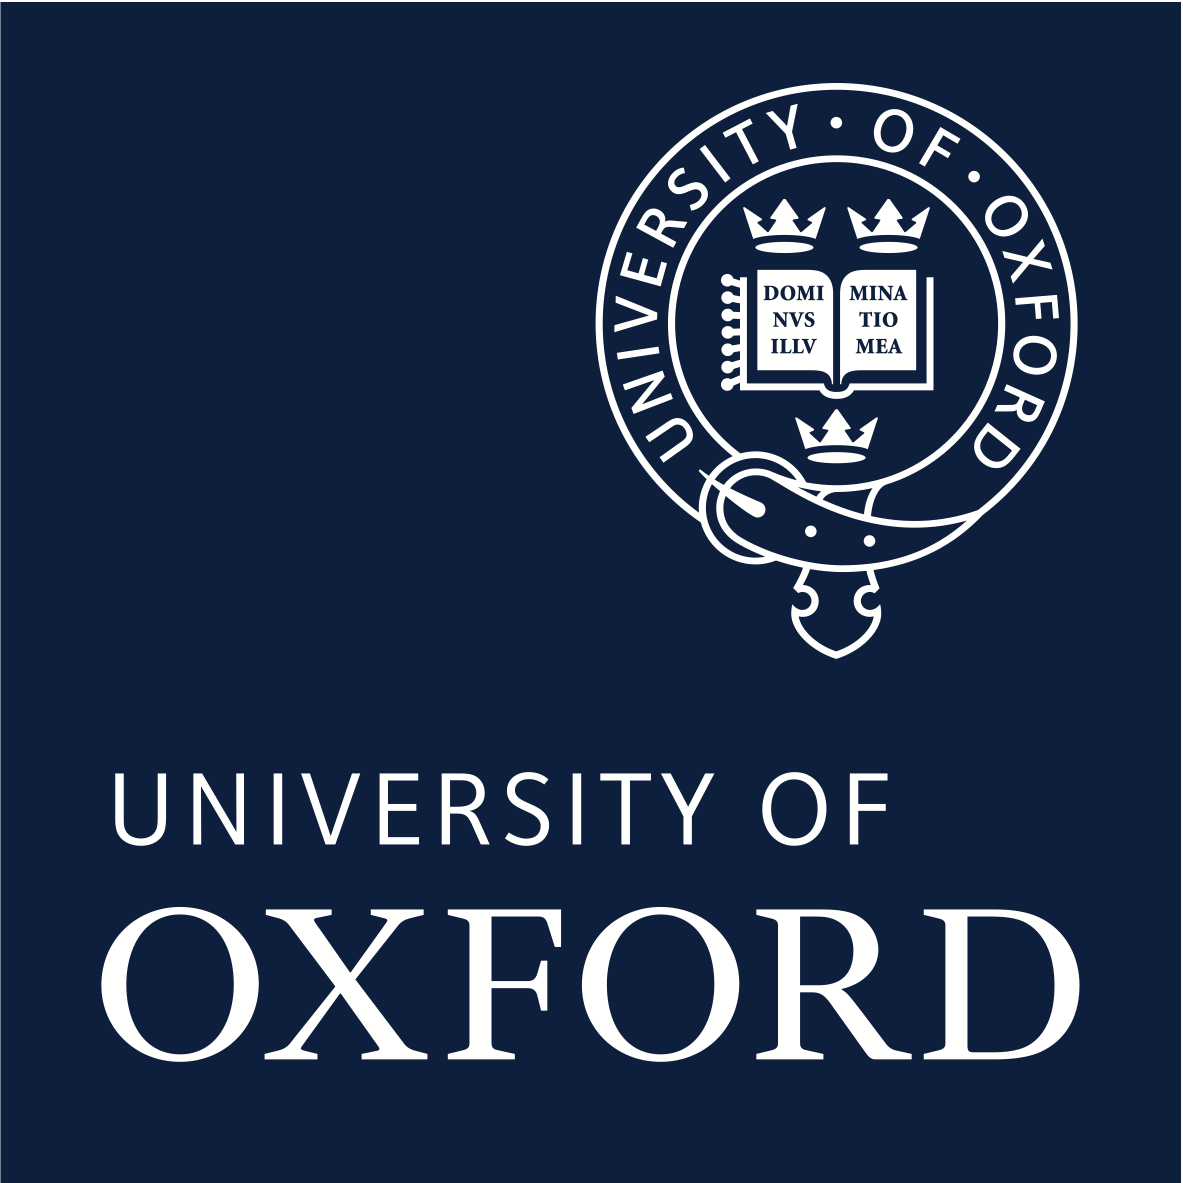 UNIVERSITY · OF · OXFORD
DOMI
NVS
ILLV
MINA
TIO
MEA
UNIVERSITY OF
OXFORD